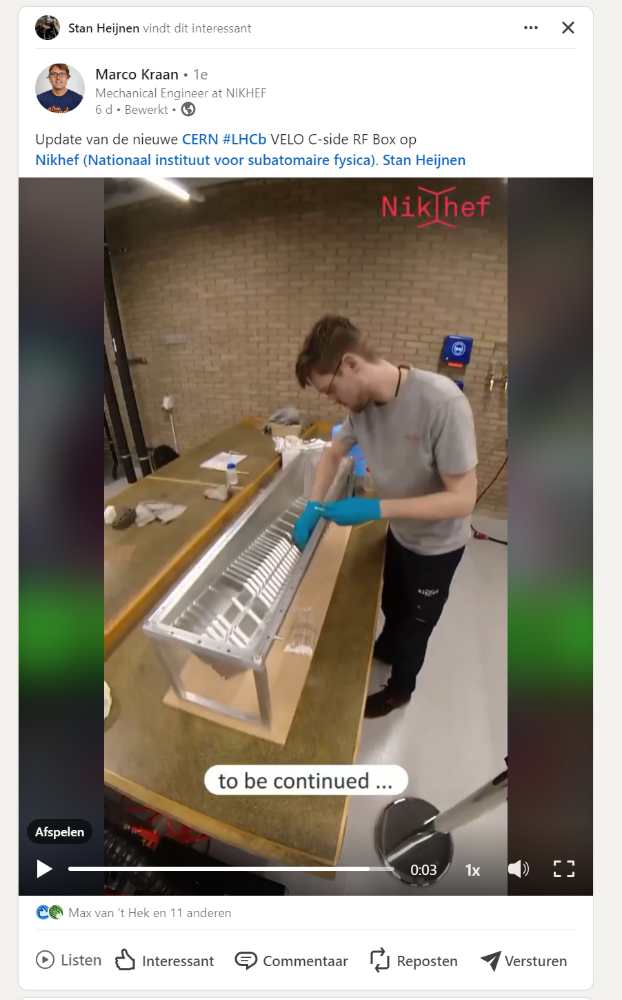 Stan Heijnen vindt dit interessant
Marco Kraan • 1e
Mechanical Engineer at NIKHEF
6 d • Bewerkt •
Update van de nieuwe CERN #LHCb VELO C-side RF Box op
Nikhef (Nationaal instituut voor subatomaire fysica). Stan Heijnen
Nikhef
Nikhef
to be continued ...
Afspelen
0:03
1x
Max van 't Hek en 11 anderen
Listen
Interessant
Commentaar
Reposten
Versturen